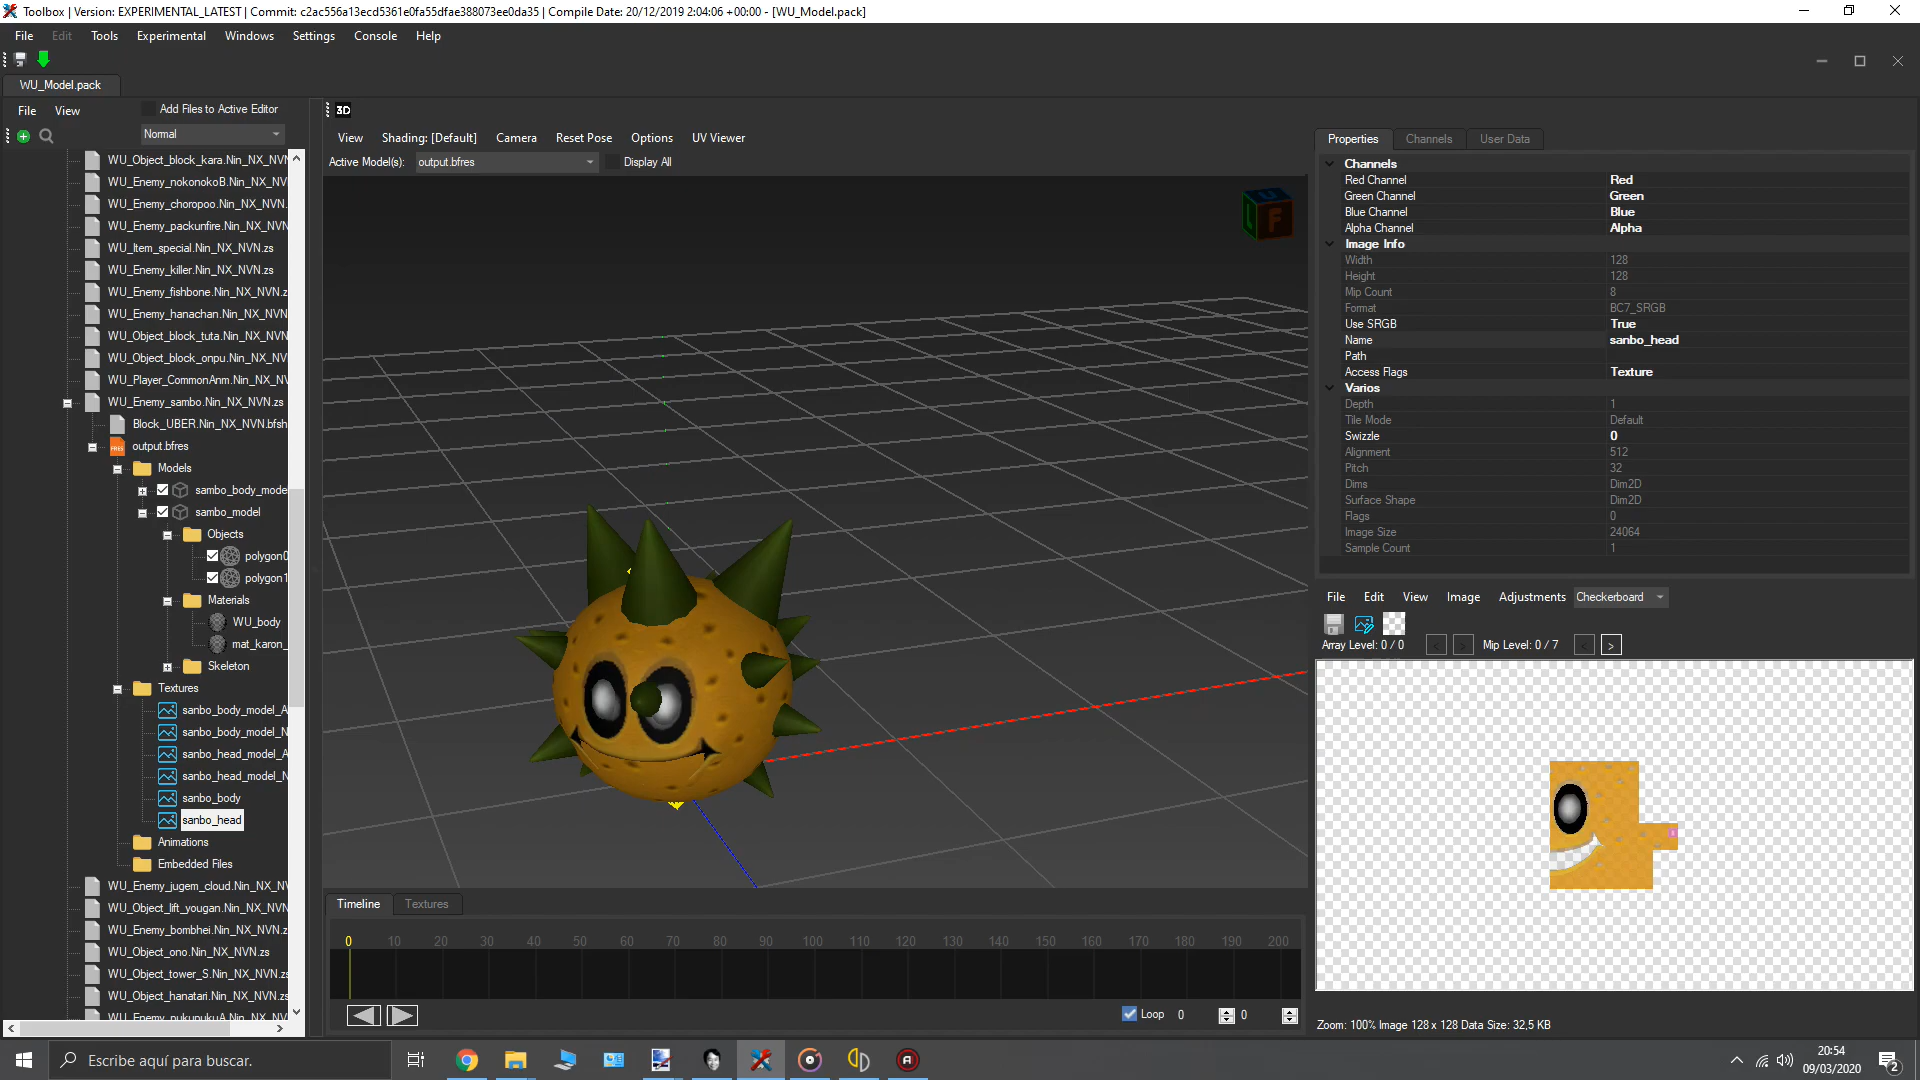 Toolbox | Version: EXPERIMENTAL_LATEST | Commit: c2ac556a13ecd5361e0fa55dfae388073ee0da35 | Compile Date: 20/12/2019 2:04:06 +00:00 - [WU_Model.pack]
File Edit Tools Experimental Windows Settings Console Help
WU_Model.pack
File View Add Files to Active Editor
Normal
WU_Object_block_kara.Nin_NX_NVN
WU_Enemy_nokonokoB.Nin_NX_NV
WU_Enemy_choropoo.Nin_NX_NVN.
WU_Enemy_packunfire.Nin_NX_NVN
WU_Item_special.Nin_NX_NVN.zs
WU_Enemy_killer.Nin_NX_NVN.zs
WU_Enemy_fishbone.Nin_NX_NVN.z
WU_Enemy_hanachan.Nin_NX_NVN
WU_Object_block_tuta.Nin_NX_NVN
WU_Object_block_onpu.Nin_NX_NVN
WU_Player_CommonAnm.Nin_NX_NV
WU_Enemy_sambo.Nin_NX_NVN.zs
Block_UBER.Nin_NX_NVN.bfsh
FRES
output.bfres
Models
sambo_body_mode
sambo_model
Objects
polygon0
polygon1
Materials
WU_body
mat_karon_
Skeleton
Textures
sanbo_body_model_A
sanbo_body_model_N
sanbo_head_model_A
sanbo_head_model_N
sanbo_body
sanbo_head
Animations
Embedded Files
WU_Enemy_jugem_cloud.Nin_NX_NV
WU_Object_lift_yougan.Nin_NX_NVN
WU_Enemy_bombhei.Nin_NX_NVN
WU_Object_ono.Nin_NX_NVN.zs
WU_Object_tower_S.Nin_NX_NVN.zs
WU_Object_hanatari.Nin_NX_NVN.zs
WU_Enemy_pukupukuA.Nin_NX_NVN
3D
View Shading: [Default] Camera Reset Pose Options UV Viewer
Active Model(s): output.bfres Display All
U
L F
Timeline Textures
0 10 20 30 40 50 60 70 80 90 100 110 120 130 140 150 160 170 180 190 200
Loop 0 0
Properties Channels User Data
Channels
Red Channel Red
Green Channel Green
Blue Channel Blue
Alpha Channel Alpha
Image Info
Width 128
Height 128
Mip Count 8
Format BC7_SRGB
Use SRGB True
Name sanbo_head
Path
Access Flags Texture
Varios
Depth 1
Tile Mode Default
Swizzle 0
Alignment 512
Pitch 32
Dims Dim2D
Surface Shape Dim2D
Flags 0
Image Size 24064
Sample Count 1
File Edit View Image Adjustments Checkerboard
Array Level: 0 / 0 < > Mip Level: 0 / 7 < >
Zoom: 100% Image 128 x 128 Data Size: 32,5 KB
Escribe aquí para buscar.
20:54
09/03/2020
2